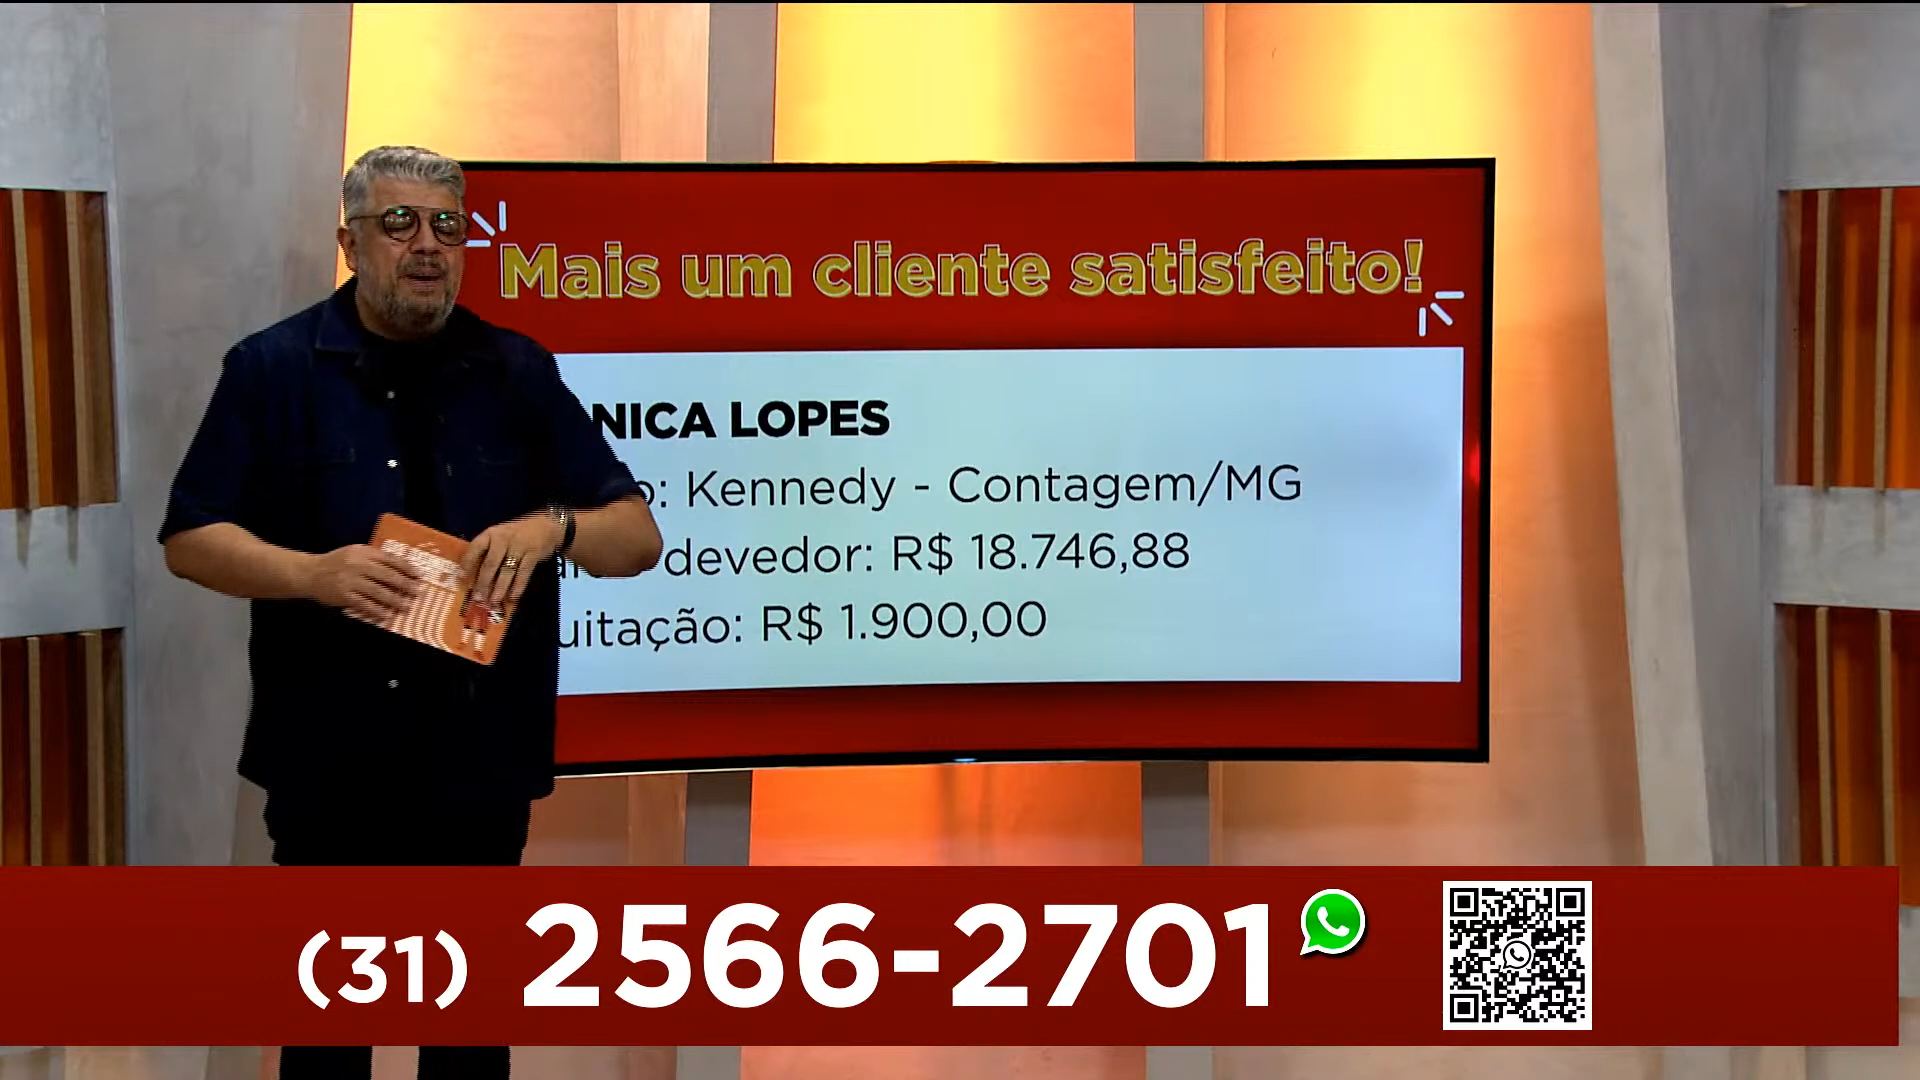 Mais um cliente satisfeito!
NICA LOPES
o: Kennedy - Contagem/MG
devedor: R$ 18.746,88
uitação: R$ 1.900,00
(31) 2566-2701